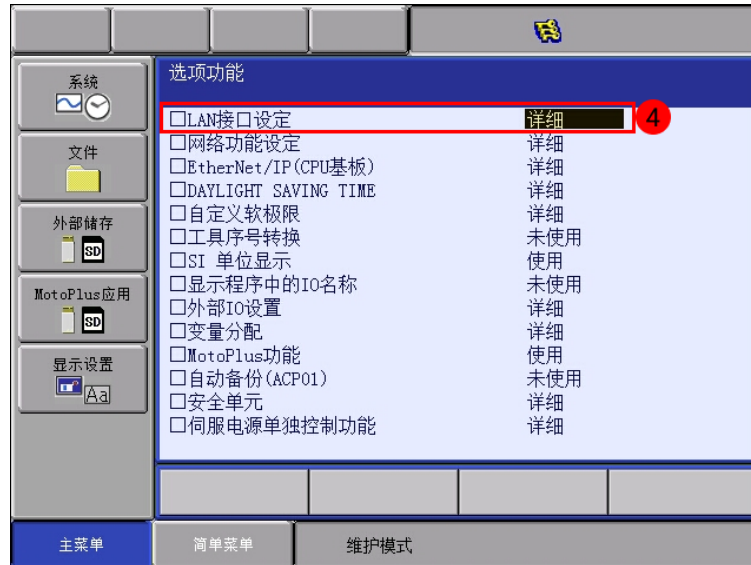 系统
文件
外部储存
SD
MotoPlus应用
SD
显示设置
Aa
选项功能
□LAN接口设定 详细 4
□网络功能设定 详细
□EtherNet/IP(CPU基板) 详细
□DAYLIGHT SAVING TIME 详细
□自定义软极限 详细
□工具序号转换 未使用
□SI 单位显示 使用
□显示程序中的IO名称 未使用
□外部IO设置 详细
□变量分配 详细
□MotoPlus功能 使用
□自动备份(ACP01) 未使用
□安全单元 详细
□伺服电源单独控制功能 详细
主菜单 简单菜单 维护模式